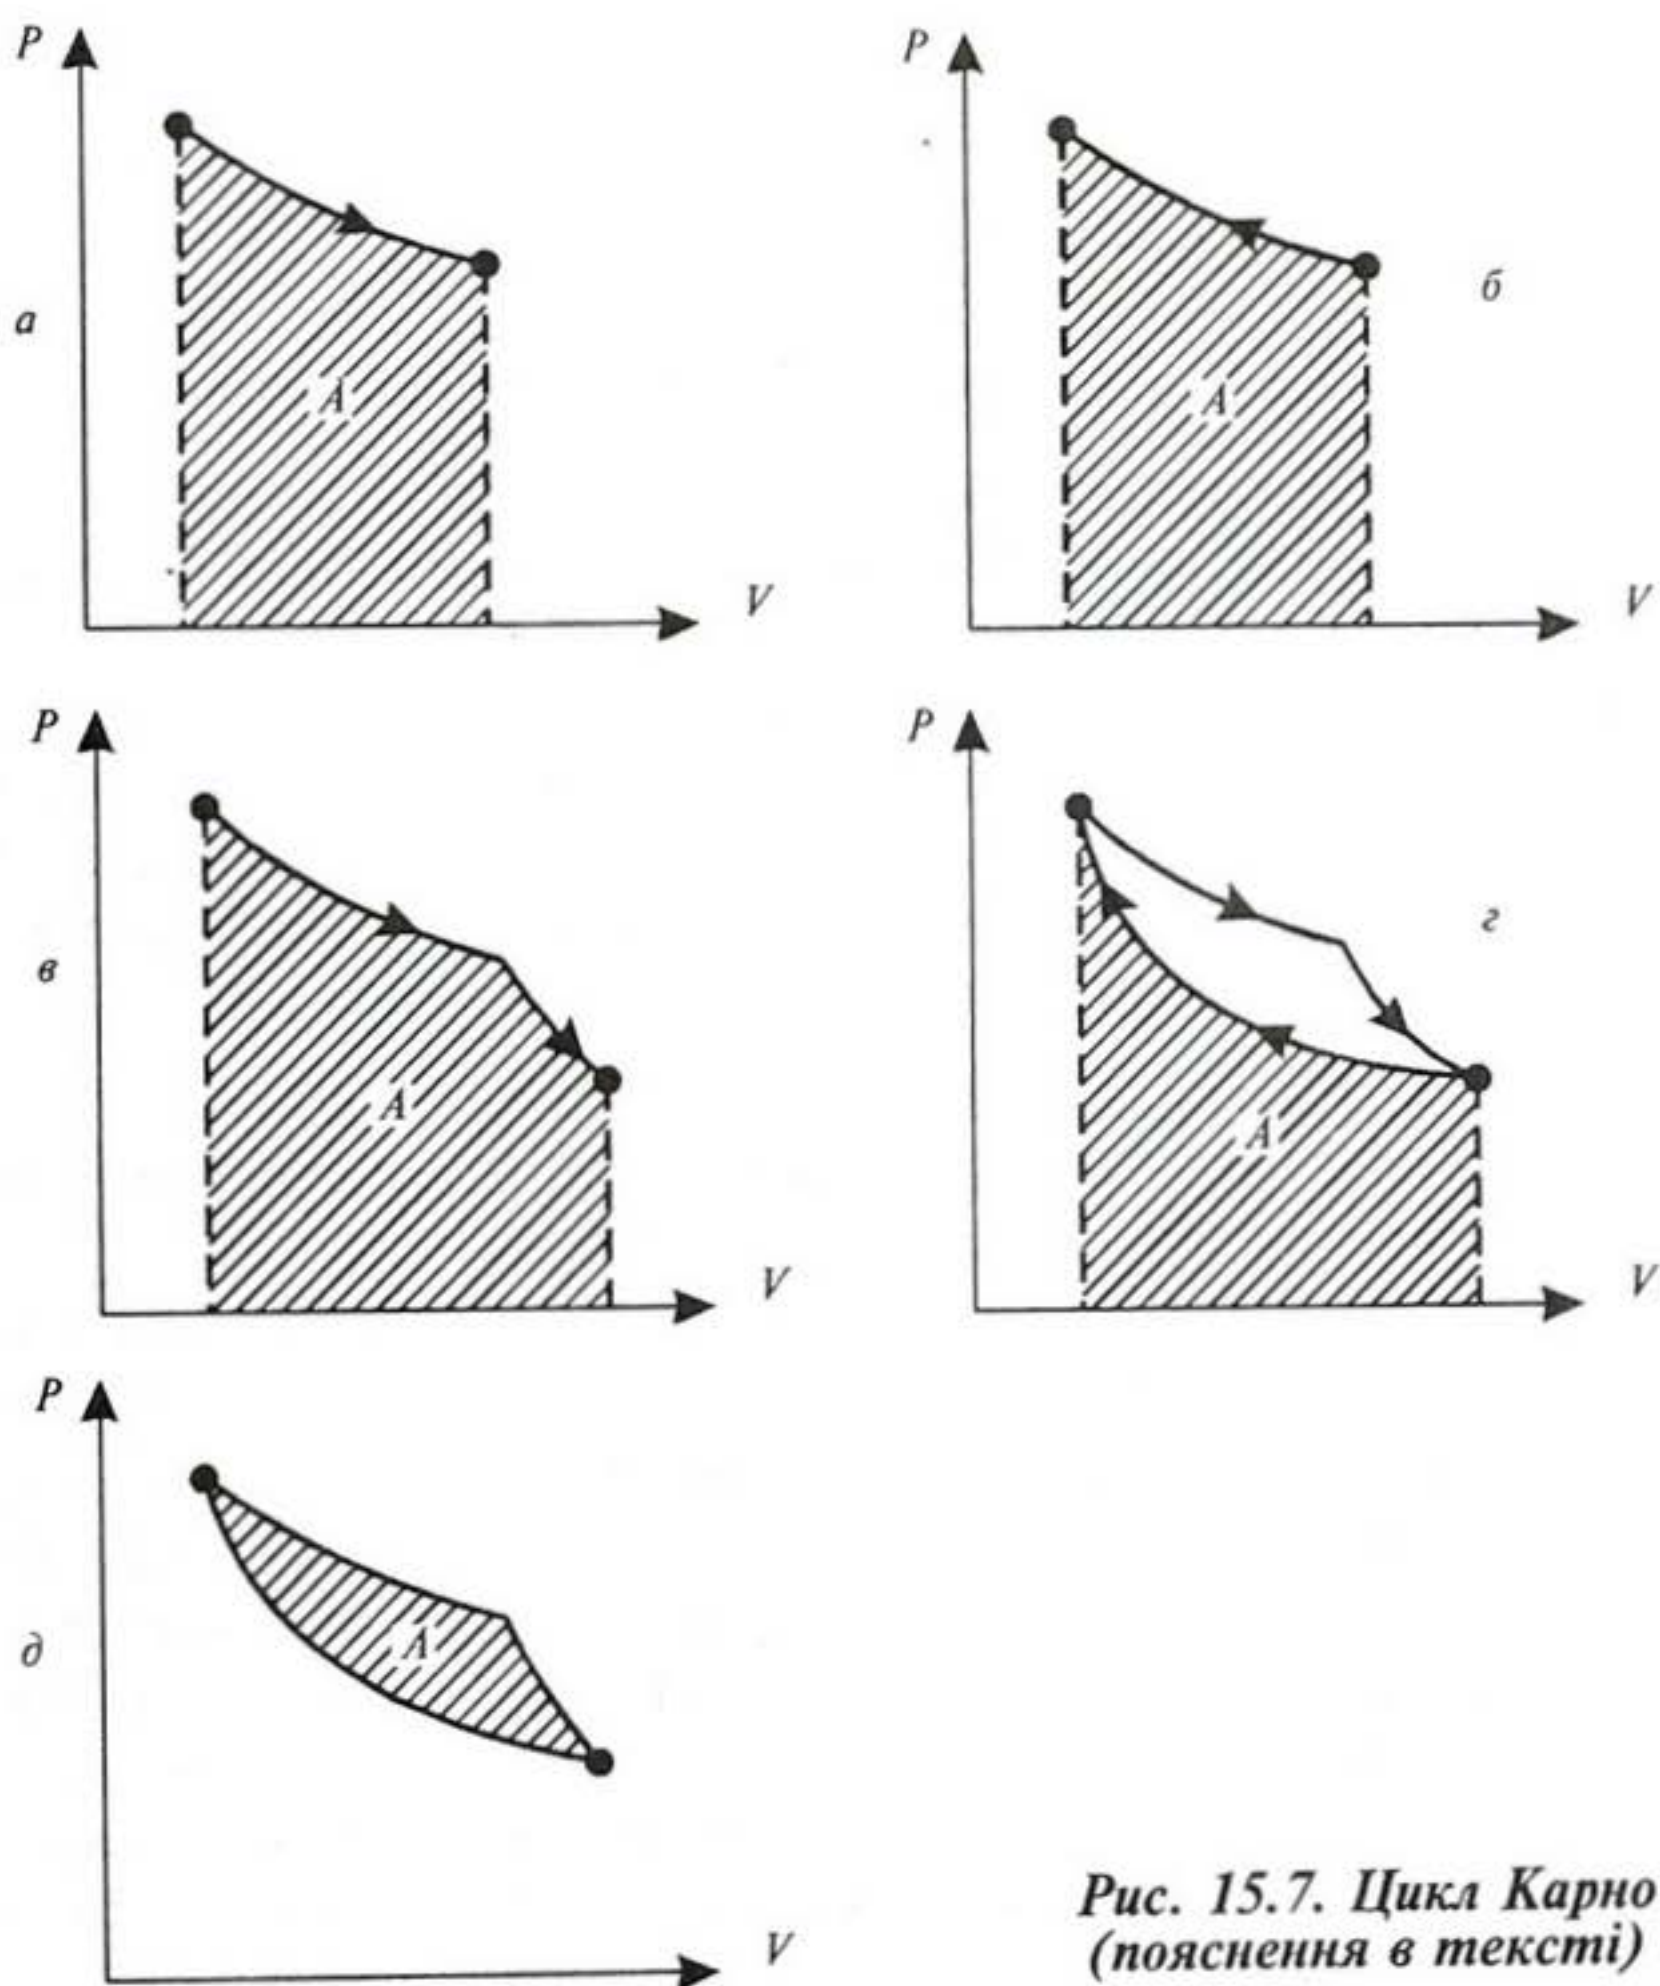 P
P
а
б
A
A
V
V
P
P
в
г
A
A
V
V
P
д
A
V
Рис. 15.7. Цикл Карно
(пояснення в тексті)